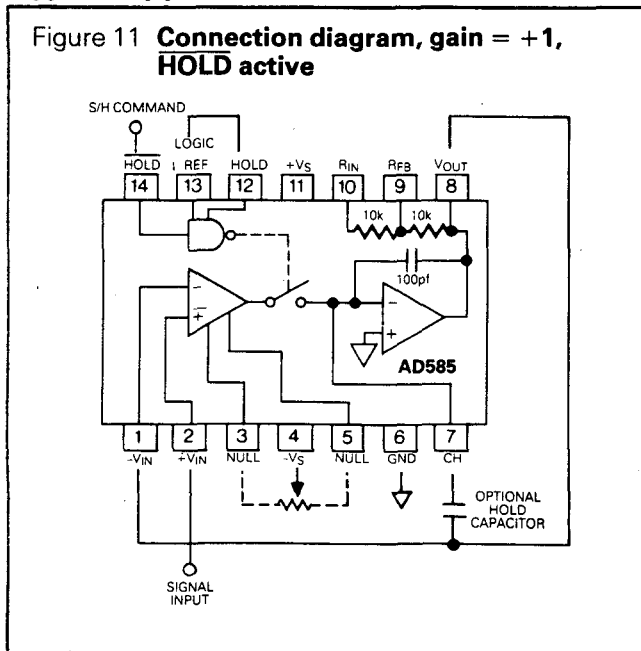 Figure 11 Connection diagram, gain = +1,
HOLD active
S/H COMMAND
LOGIC
HOLD REF HOLD +VS RIN RFB VOUT
14 13 12 11 10 9 8
10k 10k
100pf
− +
− +
AD585
1 2 3 4 5 6 7
-VIN +VIN NULL -VS NULL GND CH
OPTIONAL
HOLD
CAPACITOR
SIGNAL
INPUT